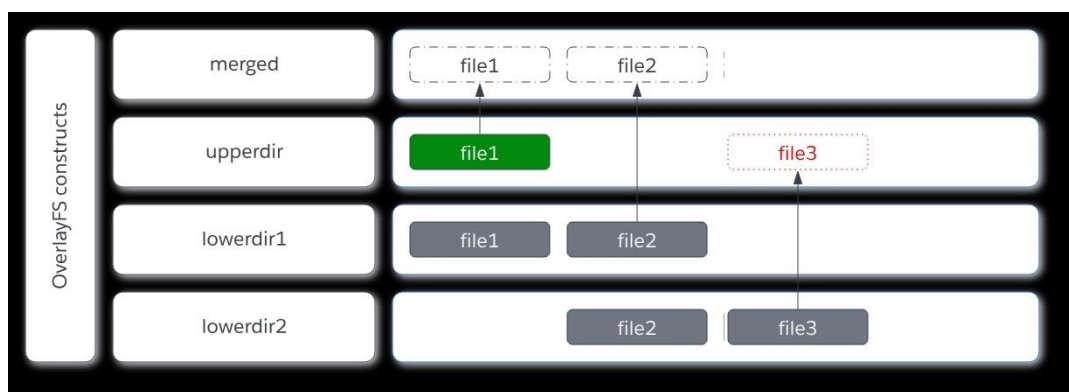 OverlayFS constructs
merged
file1 file2
upperdir
file1 file3
lowerdir1
file1 file2
lowerdir2
file2 file3